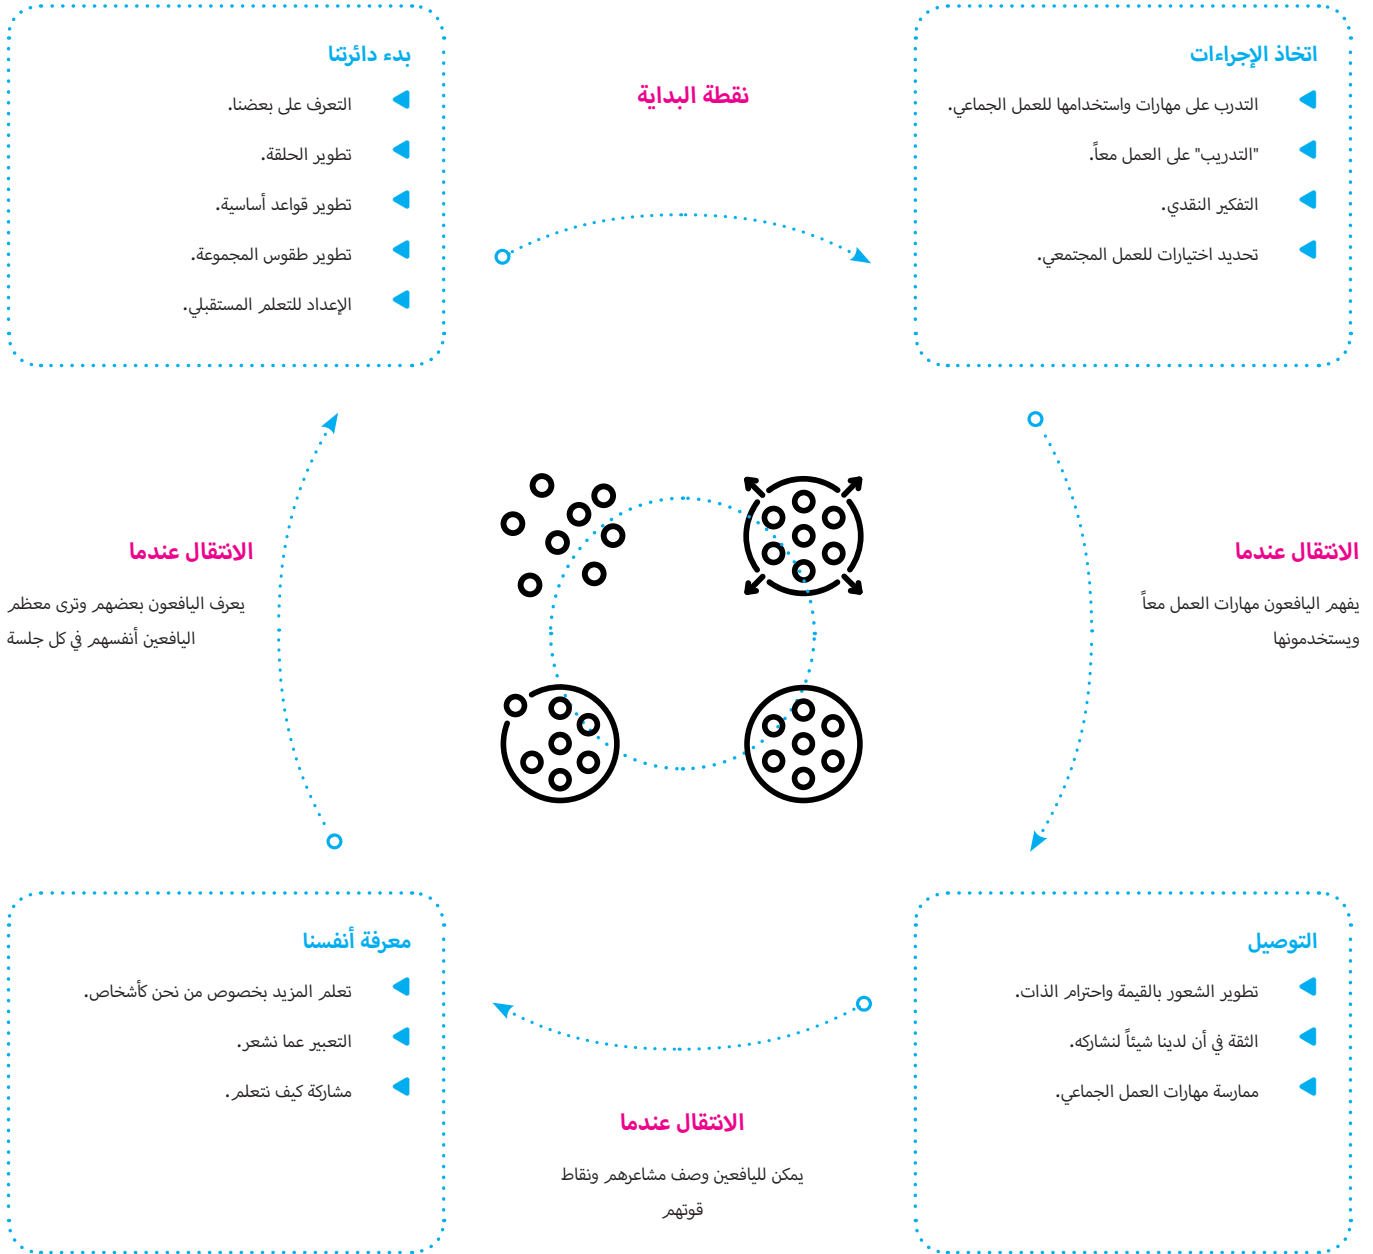 نقطة البداية
اتخاذ الإجراءات
التدرب على مهارات واستخدامها للعمل الجماعي.
"التدريب" على العمل معاً.
التفكير النقدي.
تحديد اختيارات للعمل المجتمعي.
بدء دائرتنا
التعرف على بعضنا.
تطوير الحلقة.
تطوير قواعد أساسية.
تطوير طقوس المجموعة.
الإعداد للتعلم المستقبلي.
الانتقال عندما
يفهم اليافعون مهارات العمل معاً
ويستخدمونها
الانتقال عندما
يعرف اليافعون بعضهم وترى معظم
اليافعين أنفسهم في كل جلسة
التوصيل
تطوير الشعور بالقيمة واحترام الذات.
الثقة في أن لدينا شيئاً لنشاركه.
ممارسة مهارات العمل الجماعي.
معرفة أنفسنا
تعلم المزيد بخصوص من نحن كأشخاص.
التعبير عما نشعر.
مشاركة كيف نتعلم.
الانتقال عندما
يمكن لليافعين وصف مشاعرهم ونقاط
قوتهم